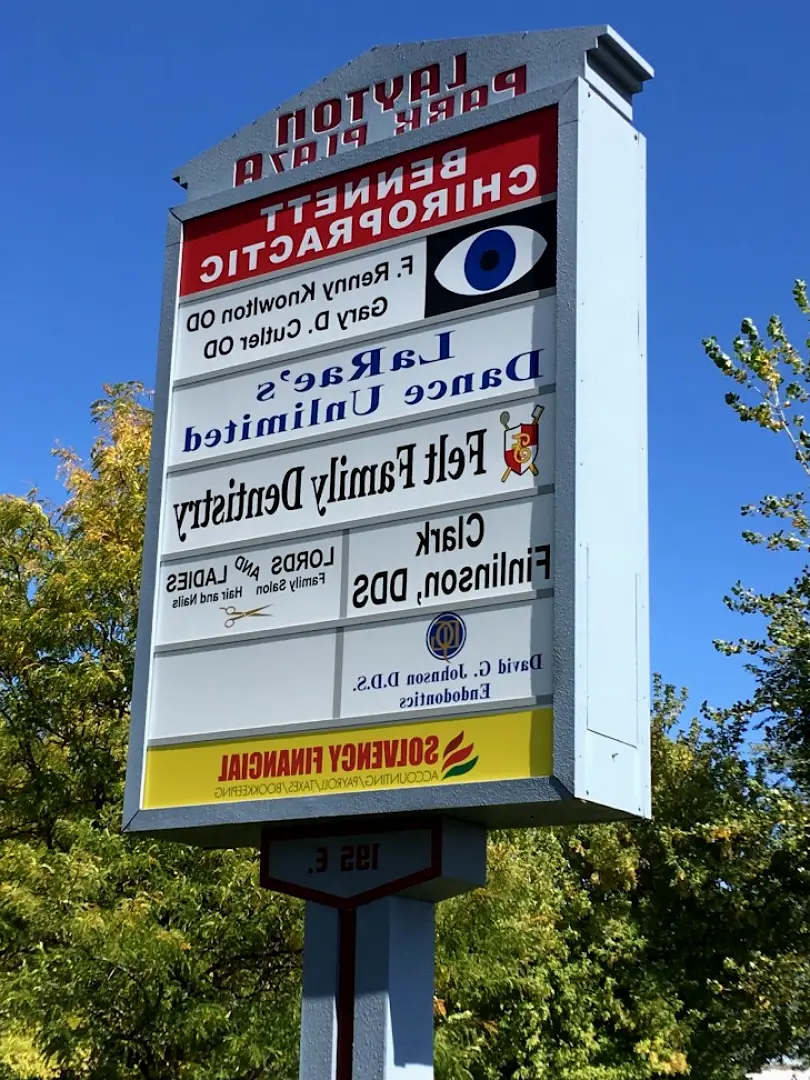 LAYTON
PARK PLAZA
BENNETT
CHIROPRACTIC
F. Renny Knowlton OD
Gary D. Cutler OD
LaRae's
Dance Unlimited
Felt Family Dentistry
Clark
Finlinson, DDS
LORDS AND LADIES
Family Salon Hair and Nails
David G. Johnson D.D.S.
Endodontics
SOLVENCY FINANCIAL
ACCOUNTING/PAYROLL/TAXES/BOOKKEEPING
195 E.